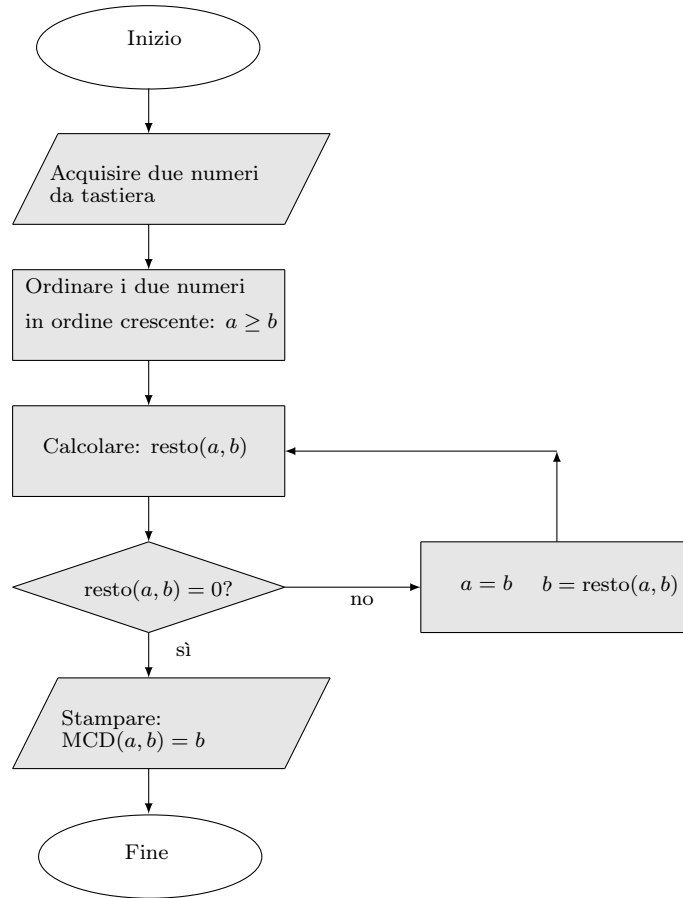 Inizio
Acquisire due numeri
da tastiera
Ordinare i due numeri
in ordine crescente: a ≥ b
Calcolare: resto(a, b)
resto(a, b) = 0?
no
a = b b = resto(a, b)
sì
Stampare:
MCD(a, b) = b
Fine